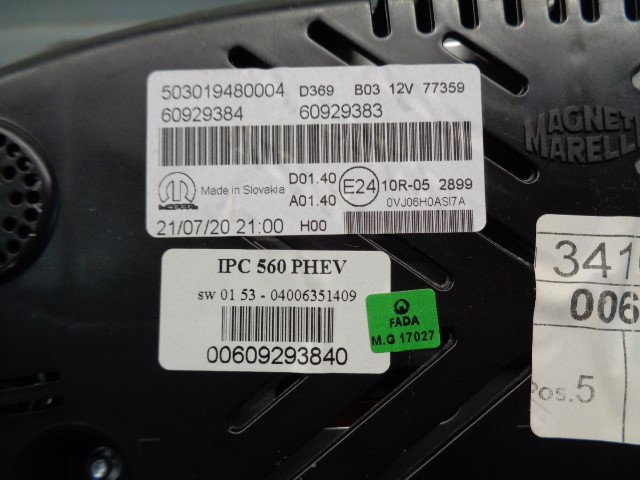 503019480004 D369 B03 12V 77359
60929384 60929383
MAGNETI
MARELLI
Made in Slovakia D01.40 E24 10R-05 2899
A01.40 0VJ06H0ASI7A
21/07/20 21:00 H00
IPC 560 PHEV
sw 01 53 - 04006351409
FADA
M.G 17027
00609293840
341
006
Pos.5